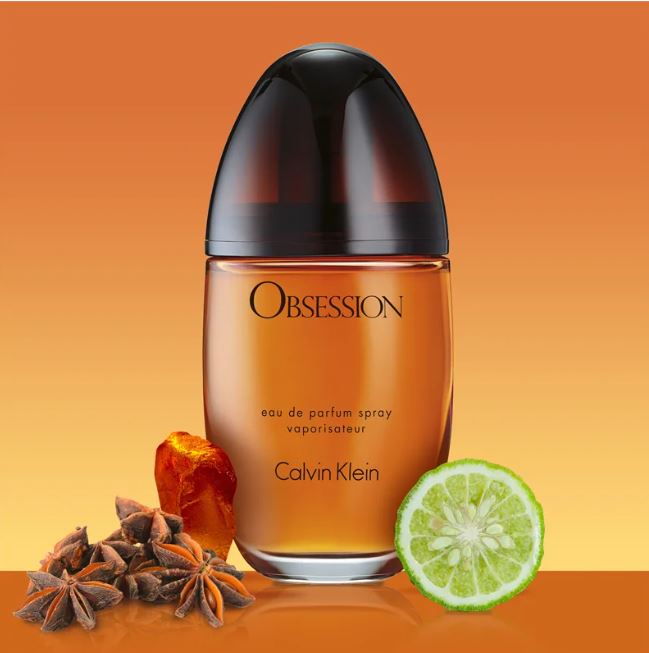 OBSESSION
eau de parfum spray
vaporisateur
Calvin Klein